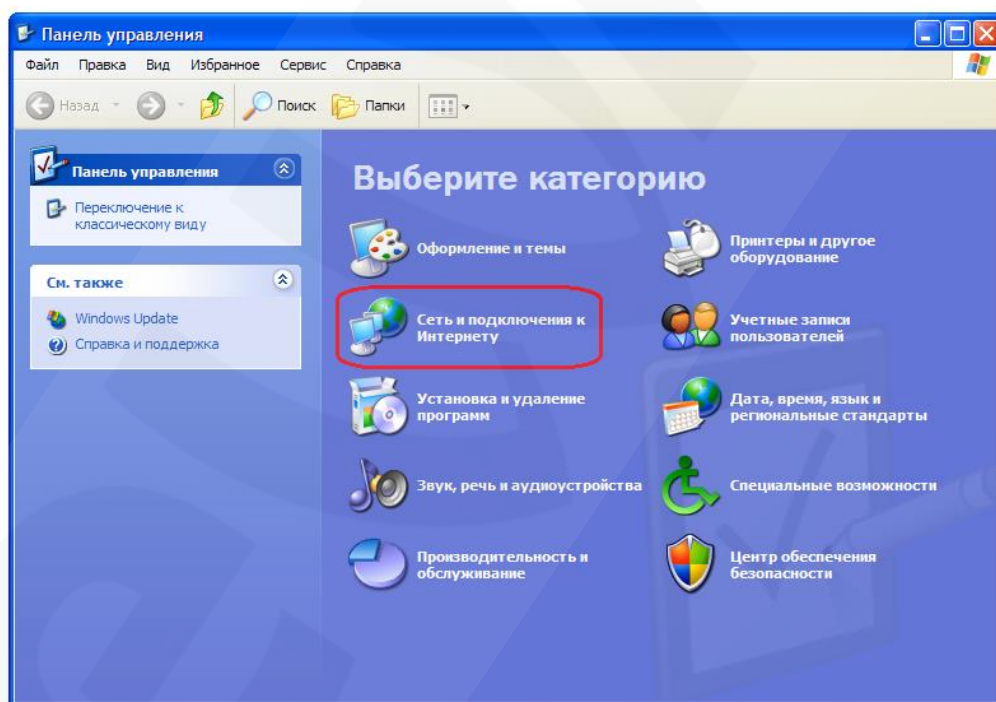 Панель управления
Файл Правка Вид Избранное Сервис Справка
Назад Поиск Папки
Панель управления
Переключение к
классическому виду
См. также
Windows Update
Справка и поддержка
Выберите категорию
Оформление и темы
Принтеры и другое
оборудование
Сеть и подключения к
Интернету
Учетные записи
пользователей
Установка и удаление
программ
Дата, время, язык и
региональные стандарты
Звук, речь и аудиоустройства
Специальные возможности
Производительность и
обслуживание
Центр обеспечения
безопасности